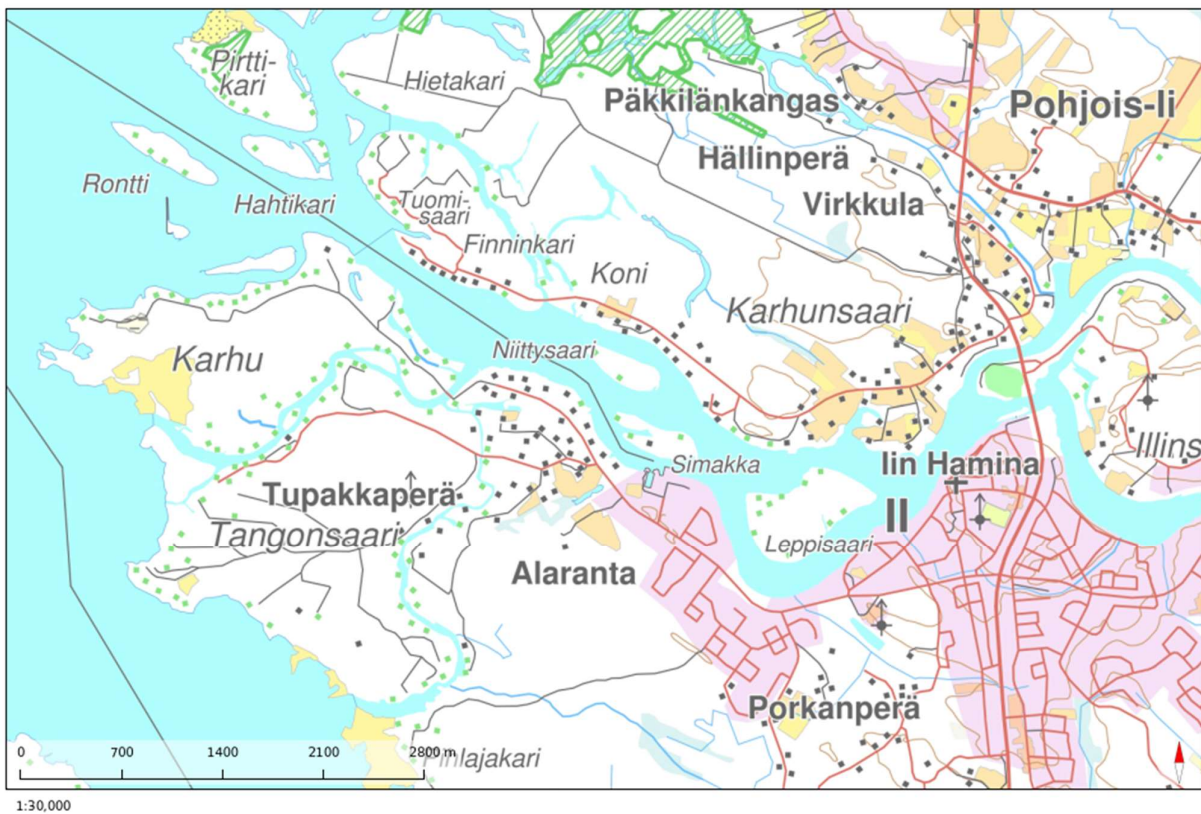 Pirtti-
kari
Hietakari
Päkkilänkangas
Pohjois-Ii
Hällinperä
Rontti
Hahtikari
Tuomi-
saari
Virkkula
Finninkari
Koni
Karhunsaari
Karhu
Niittysaari
Illins
Simakka
Iin Hamina
Tupakkaperä
II
Tangonsaari
Leppisaari
Alaranta
Porkanperä
0 700 1400 2100 2800 m
1:30,000